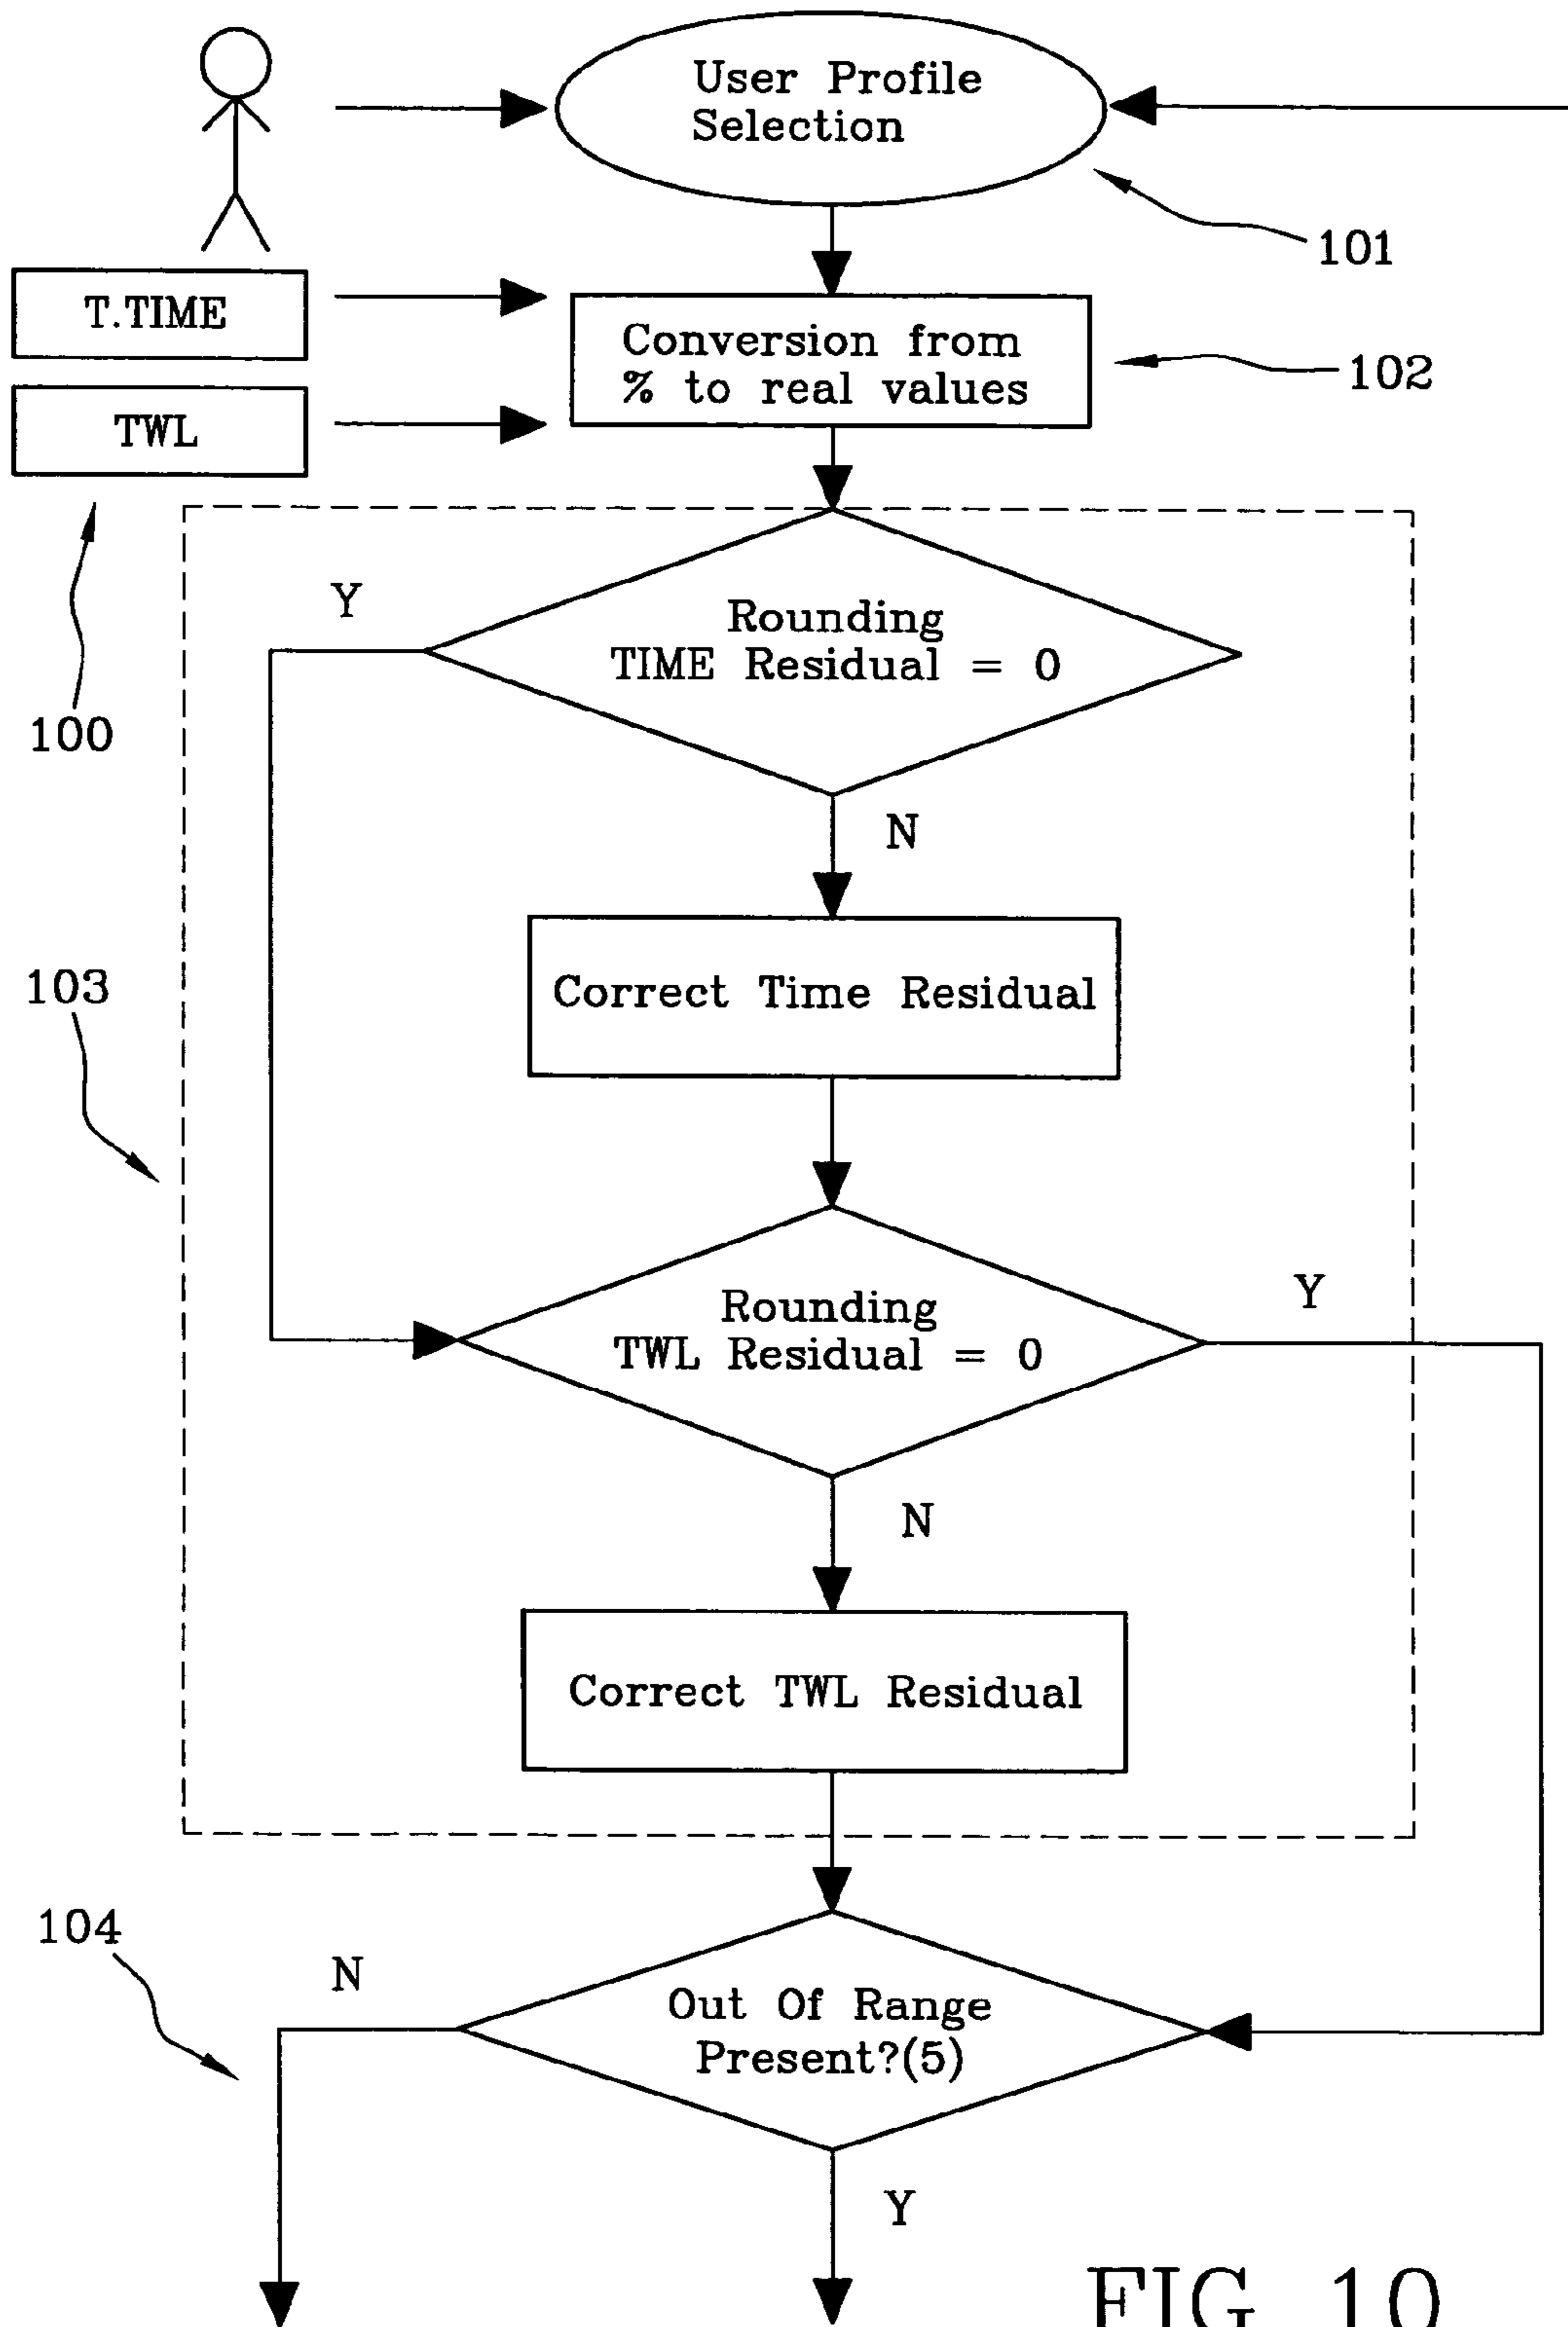 User Profile
Selection
101
T.TIME
Conversion from
% to real values
102
TWL
100
Y
Rounding
TIME Residual = 0
N
Correct Time Residual
103
Rounding
TWL Residual = 0
Y
N
Correct TWL Residual
104
N
Out Of Range
Present?(5)
Y
FIG 10